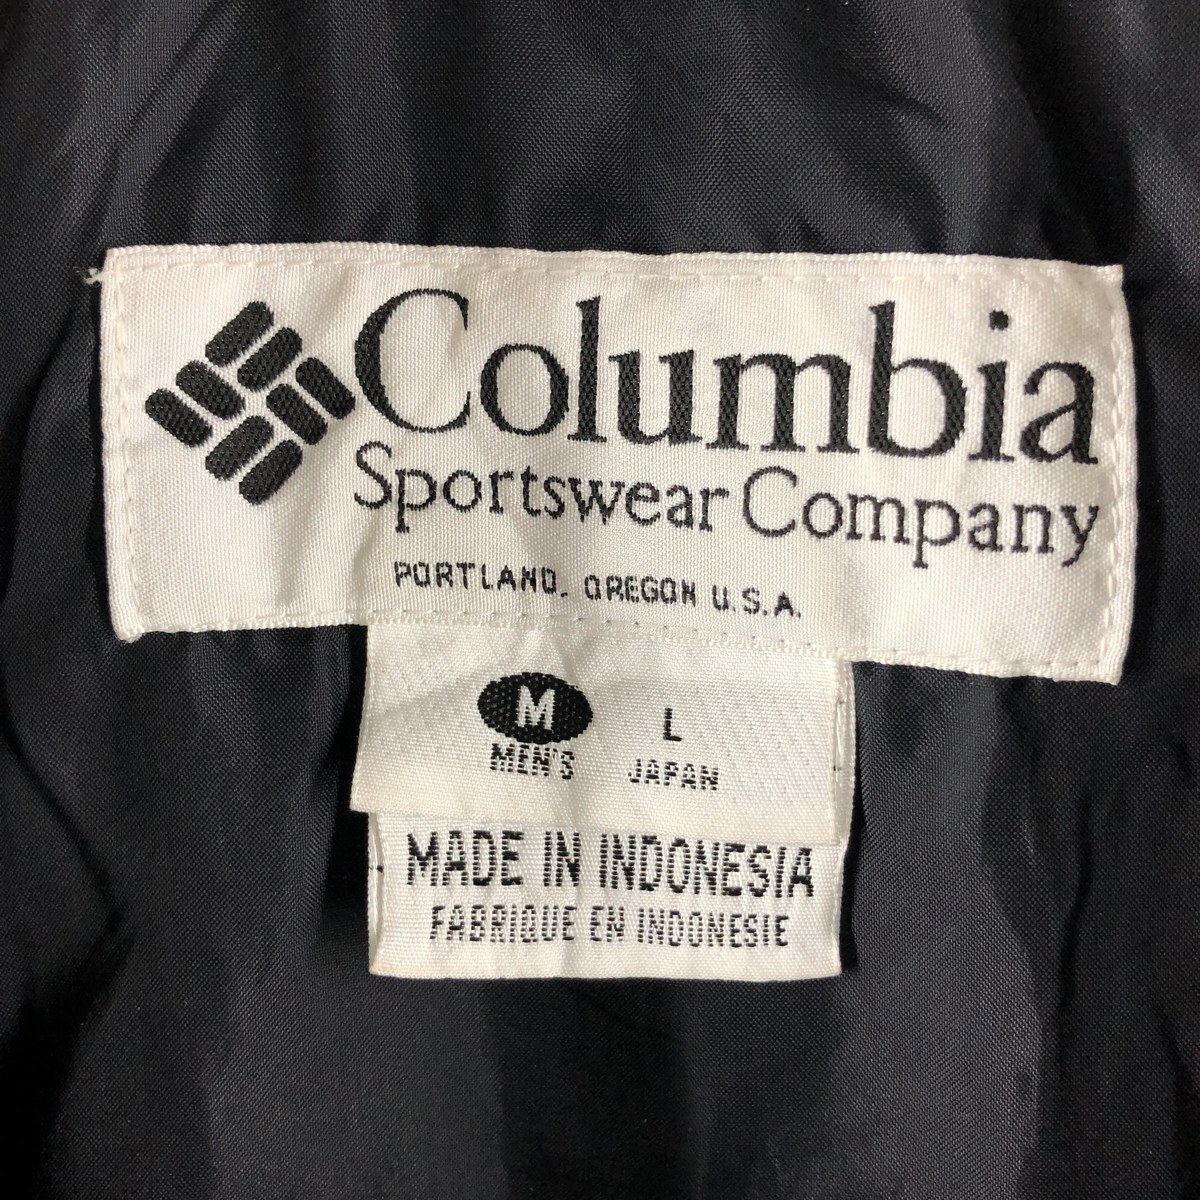 Columbia
Sportswear Company
PORTLAND. OREGON U.S.A.
M L
MEN'S JAPAN
MADE IN INDONESIA
FABRIQUE EN INDONESIE